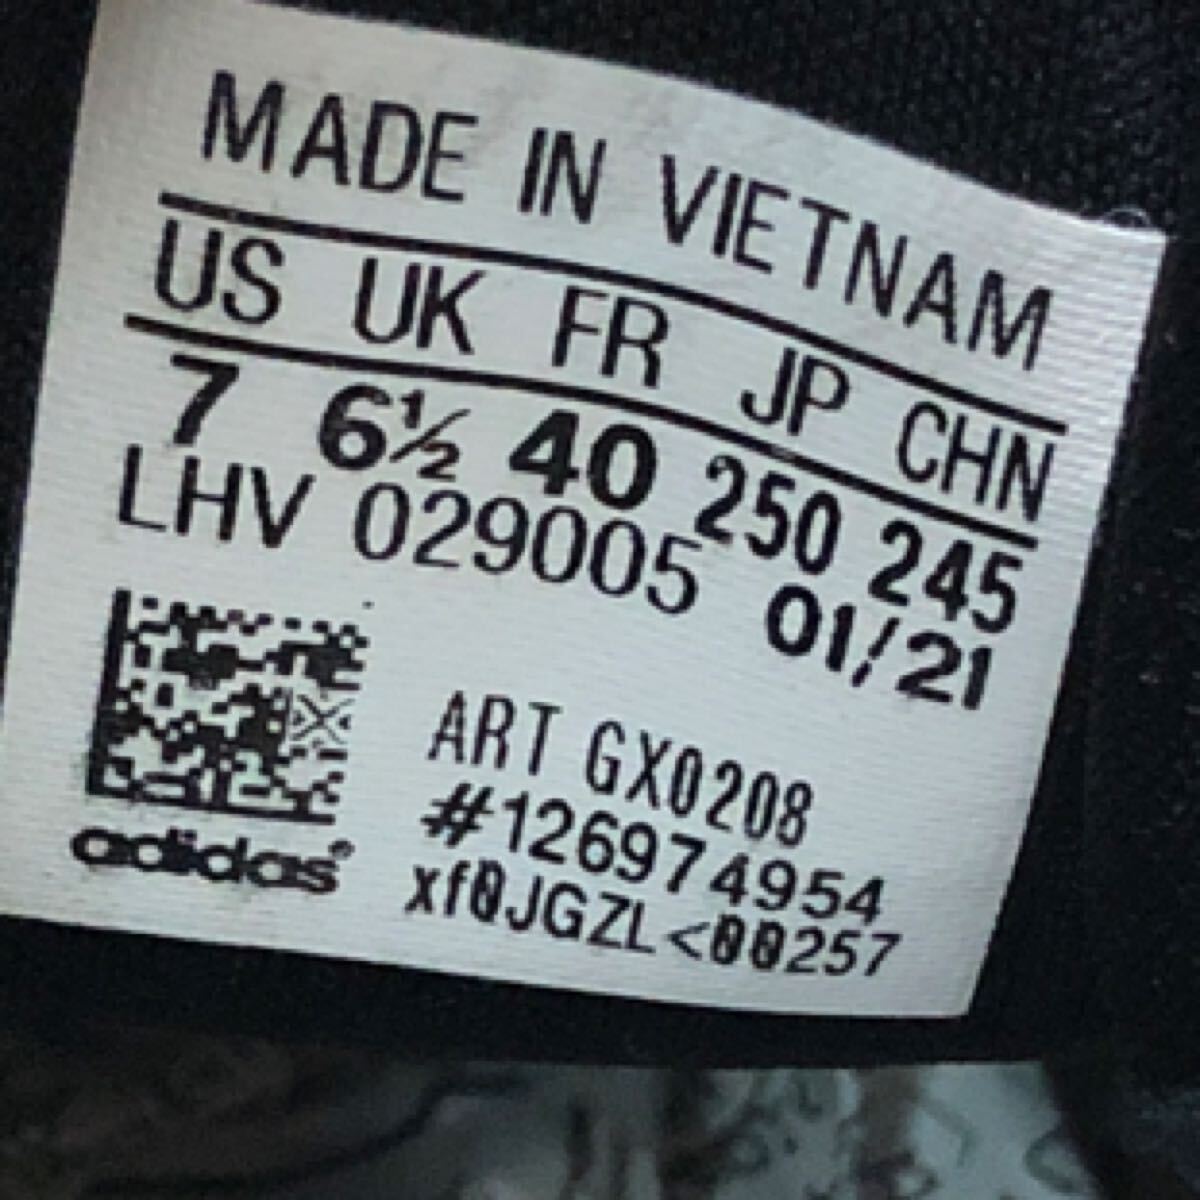 MADE IN VIETNAM
US UK FR JP CHN
7 6½ 40 250 245
LHV 029005 01/21
ART GX0208
#126974954
adidas®
xf0JGZL<00257